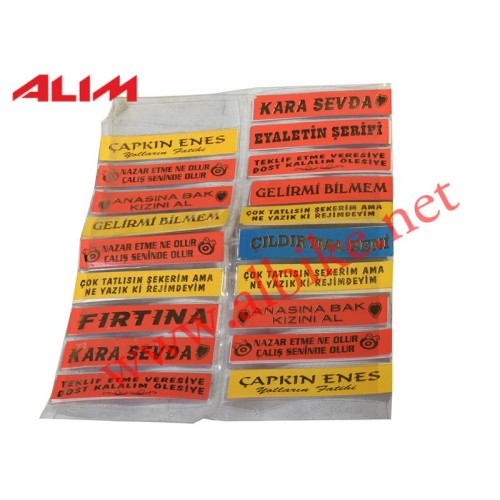 ALIM
ÇAPKIN ENES
Yolların Fatihi
NAZAR ETME NE OLUR
ÇALIŞ SENİNDE OLUR
ANASINA BAK
KIZINI AL
GELİRMİ BİLMEM
NAZAR ETME NE OLUR
ÇALIŞ SENİNDE OLUR
ÇOK TATLISIN ŞEKERİM AMA
NE YAZIK Kİ REJİMDEYİM
FIRTINA
KARA SEVDA
TEKLİF ETME VERESİYE
DOST KALALIM ÖLESİYE
KARA SEVDA
EYALETİN ŞERİFİ
TEKLİF ETME VERESİYE
DOST KALALIM ÖLESİYE
GELİRMİ BİLMEM
ÇOK TATLISIN ŞEKERİM AMA
NE YAZIK Kİ REJİMDEYİM
ÇILDIRTMA BENİ
ÇOK TATLISIN ŞEKERİM AMA
NE YAZIK Kİ REJİMDEYİM
ANASINA BAK
KIZINI AL
NAZAR ETME NE OLUR
ÇALIŞ SENİNDE OLUR
ÇAPKIN ENES
Yolların Fatihi
www.albike.net